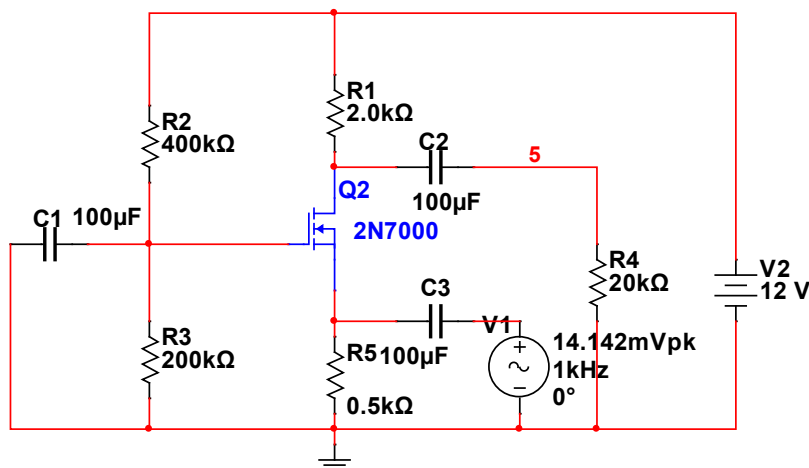 R1
2.0kΩ
R2
400kΩ
C2
100µF
5
Q2
2N7000
C1
100µF
R4
20kΩ
V2
12 V
C3
100µF
V1
14.142mVpk
1kHz
0°
R3
200kΩ
R5
0.5kΩ